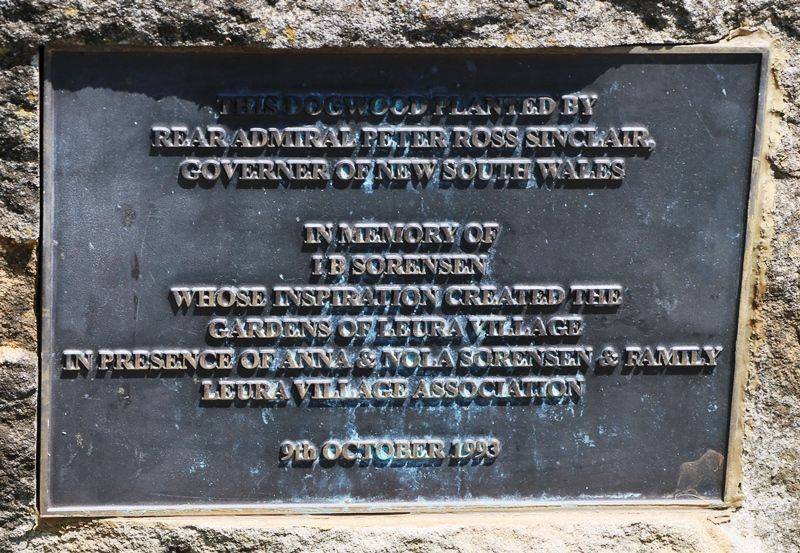 THIS DOGWOOD PLANTED BY
REAR ADMIRAL PETER ROSS SINCLAIR,
GOVERNER OF NEW SOUTH WALES
IN MEMORY OF
I B SORENSEN
WHOSE INSPIRATION CREATED THE
GARDENS OF LEURA VILLAGE
IN PRESENCE OF ANNA & NOLA SORENSEN & FAMILY
LEURA VILLAGE ASSOCIATION
9th OCTOBER 1993